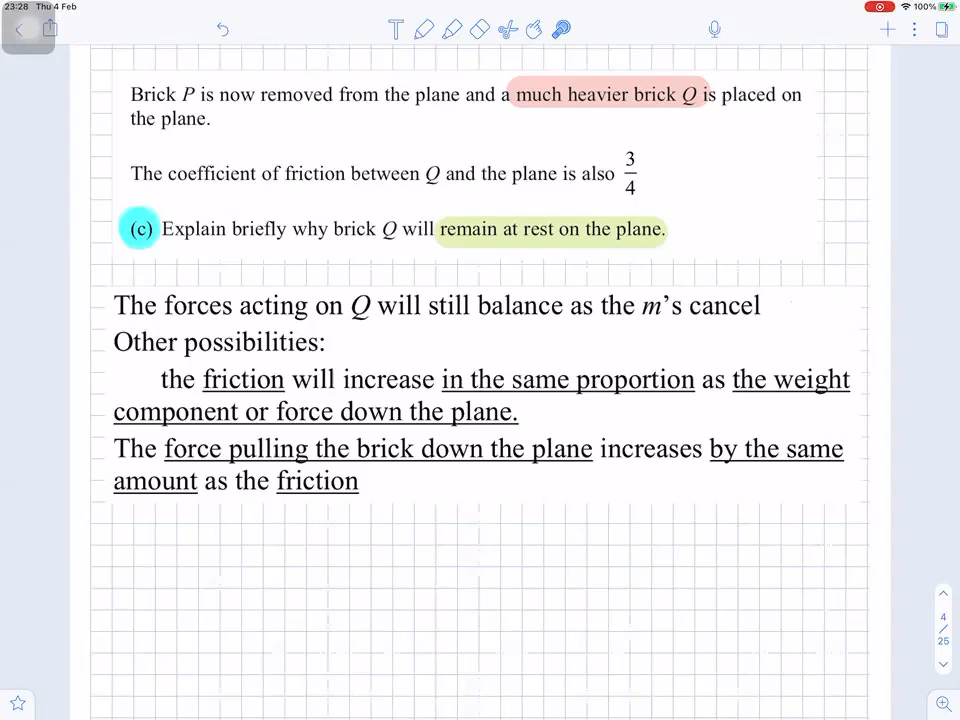 23:28 Thu 4 Feb
100%
T
Brick P is now removed from the plane and a much heavier brick Q is placed on
the plane.
The coefficient of friction between Q and the plane is also 3/4
(c) Explain briefly why brick Q will remain at rest on the plane.
The forces acting on Q will still balance as the m's cancel
Other possibilities:
the friction will increase in the same proportion as the weight
component or force down the plane.
The force pulling the brick down the plane increases by the same
amount as the friction
4
/
25